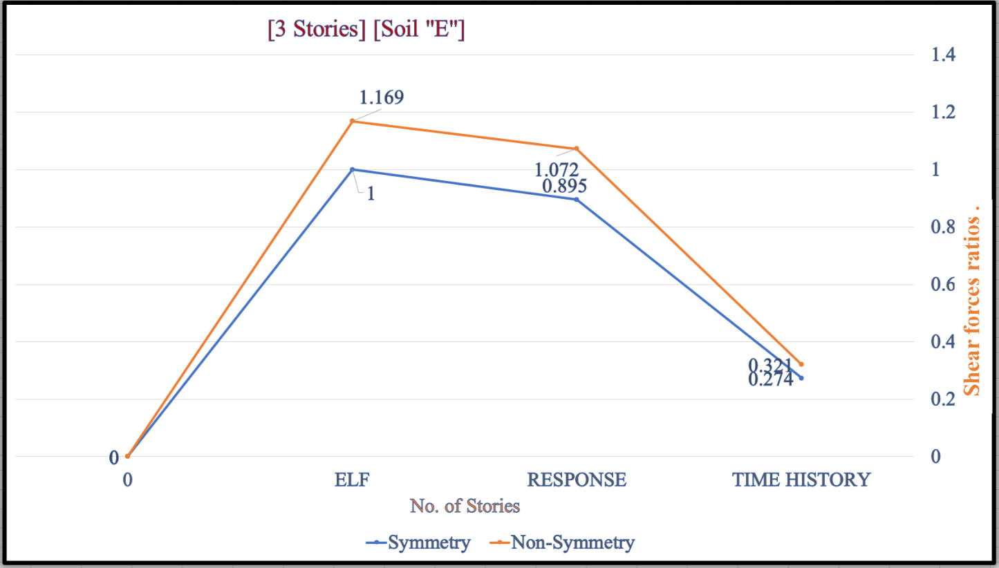 [3 Stories] [Soil "E"]
1.4
1.169
1.2
1.072
1
0.895
1
0.8
0.6
0.4
0.321
0.274
0.2
0
0
Shear forces ratios .
0
ELF
RESPONSE
TIME HISTORY
No. of Stories
Symmetry
Non-Symmetry